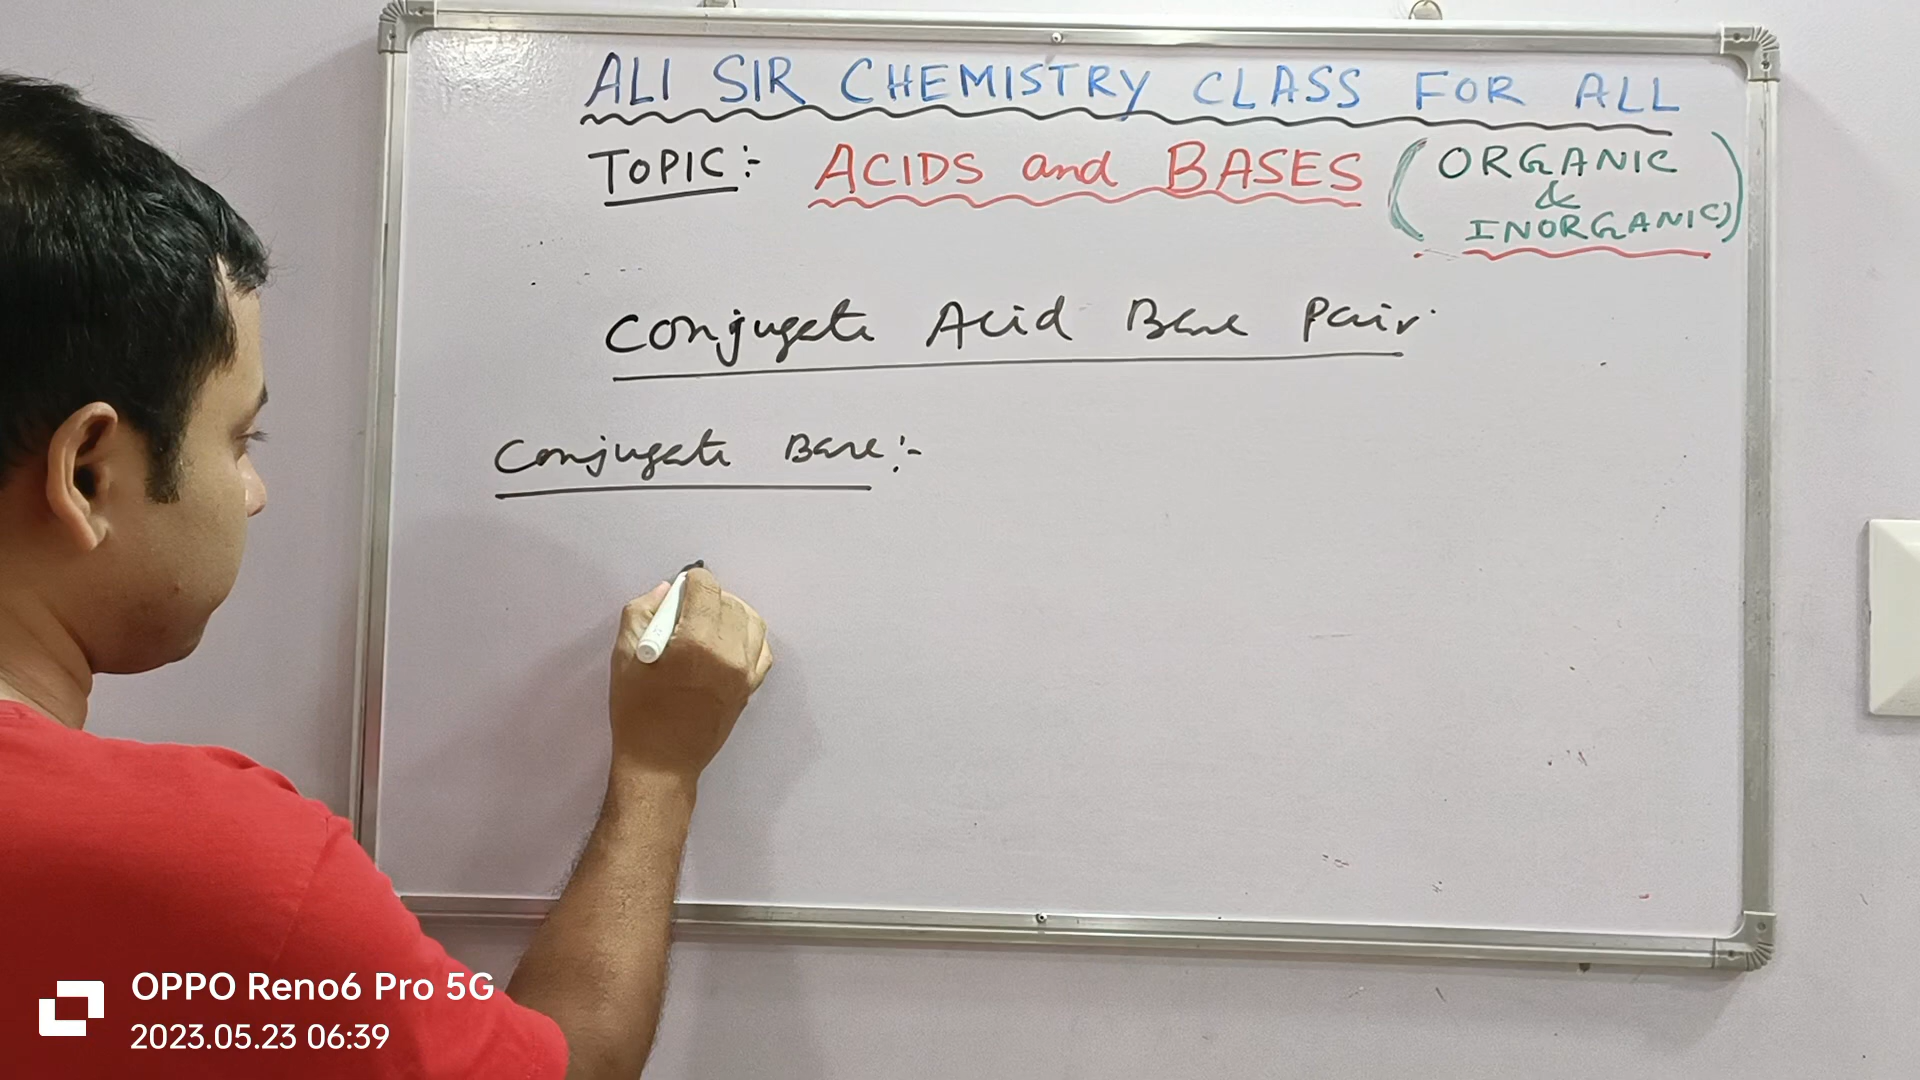 ALI SIR CHEMISTRY CLASS FOR ALL
TOPIC:- ACIDS and BASES (ORGANIC
&
INORGANIC)
Conjugate Acid Base Pair.
Conjugate Base:-
OPPO Reno6 Pro 5G
2023.05.23 06:39